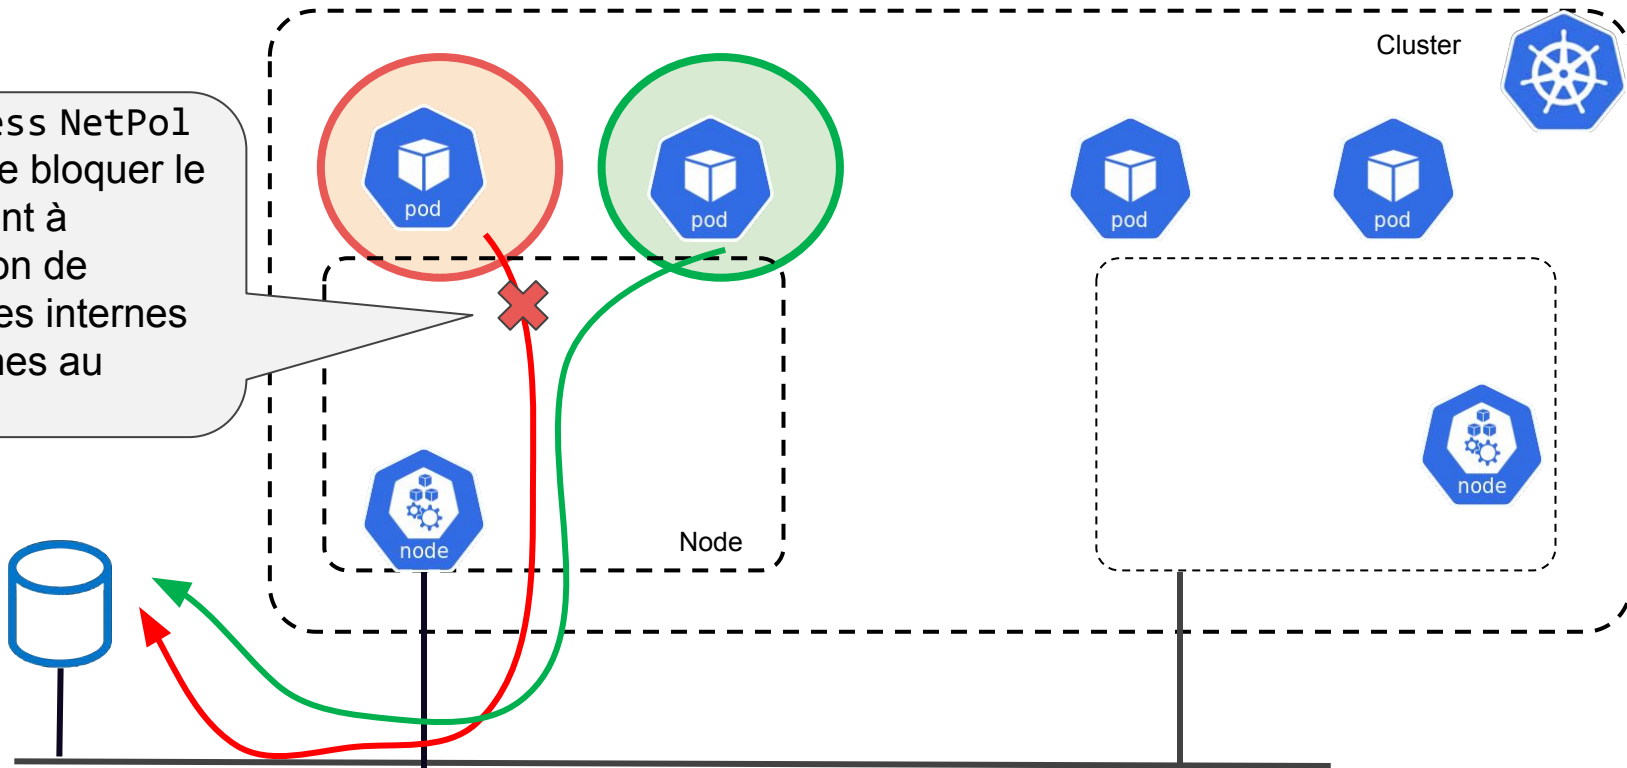 Cluster
ess NetPol
e bloquer le
nt à
on de
es internes
nes au
pod
pod
pod
pod
node
node
Node